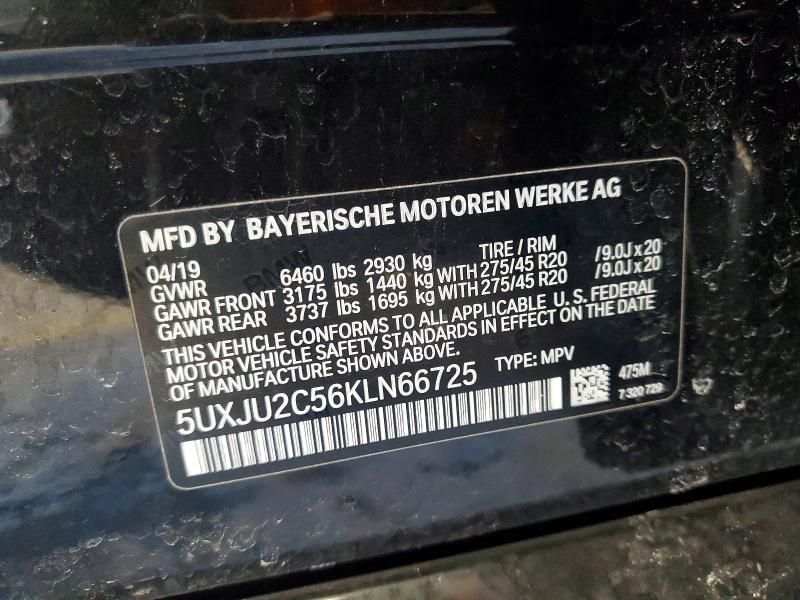 MFD BY BAYERISCHE MOTOREN WERKE AG
04/19 TIRE / RIM
GVWR 6460 lbs 2930 kg
GAWR FRONT 3175 lbs 1440 kg WITH 275/45 R20 /9.0J x 20
GAWR REAR 3737 lbs 1695 kg WITH 275/45 R20 /9.0J x 20
THIS VEHICLE CONFORMS TO ALL APPLICABLE U. S. FEDERAL
MOTOR VEHICLE SAFETY STANDARDS IN EFFECT ON THE DATE
OF MANUFACTURE SHOWN ABOVE.
5UXJU2C56KLN66725 TYPE: MPV 475M
7 320 729